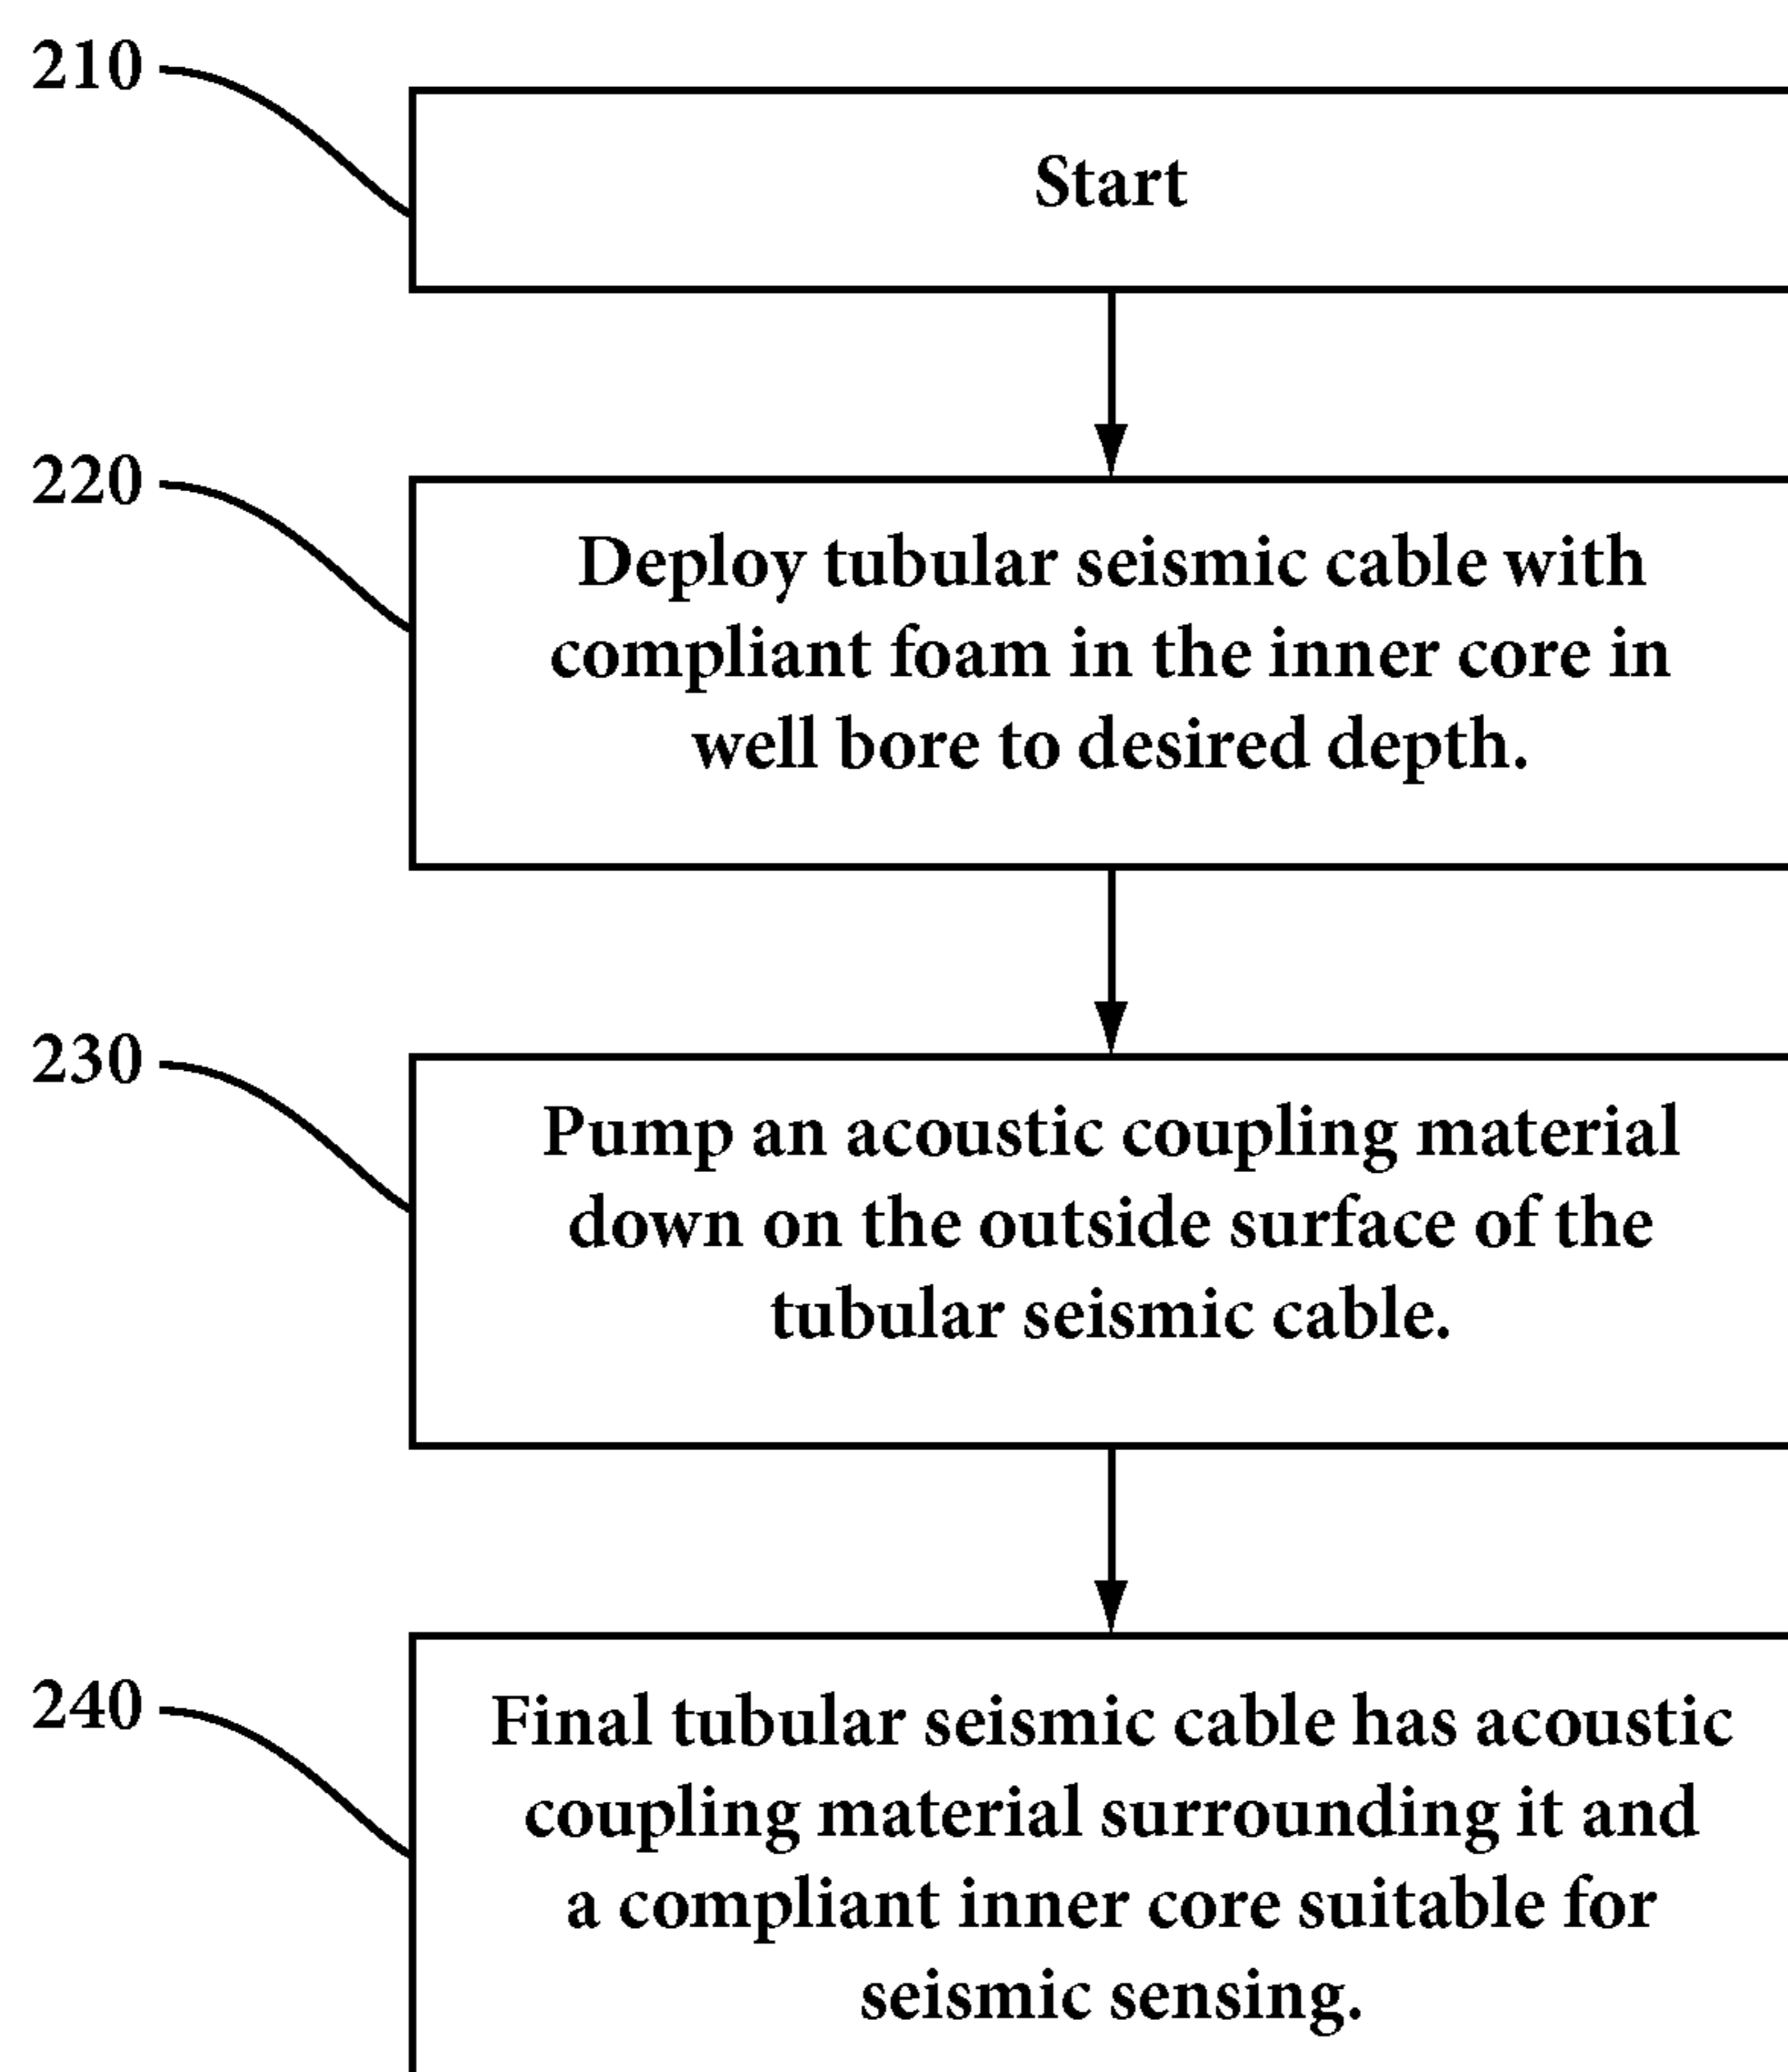 210
Start
220
Deploy tubular seismic cable with
compliant foam in the inner core in
well bore to desired depth.
230
Pump an acoustic coupling material
down on the outside surface of the
tubular seismic cable.
240
Final tubular seismic cable has acoustic
coupling material surrounding it and
a compliant inner core suitable for
seismic sensing.